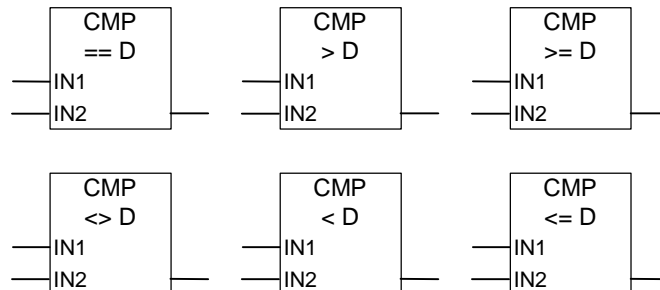 CMP
== D
IN1
IN2
CMP
> D
IN1
IN2
CMP
>= D
IN1
IN2
CMP
<> D
IN1
IN2
CMP
< D
IN1
IN2
CMP
<= D
IN1
IN2